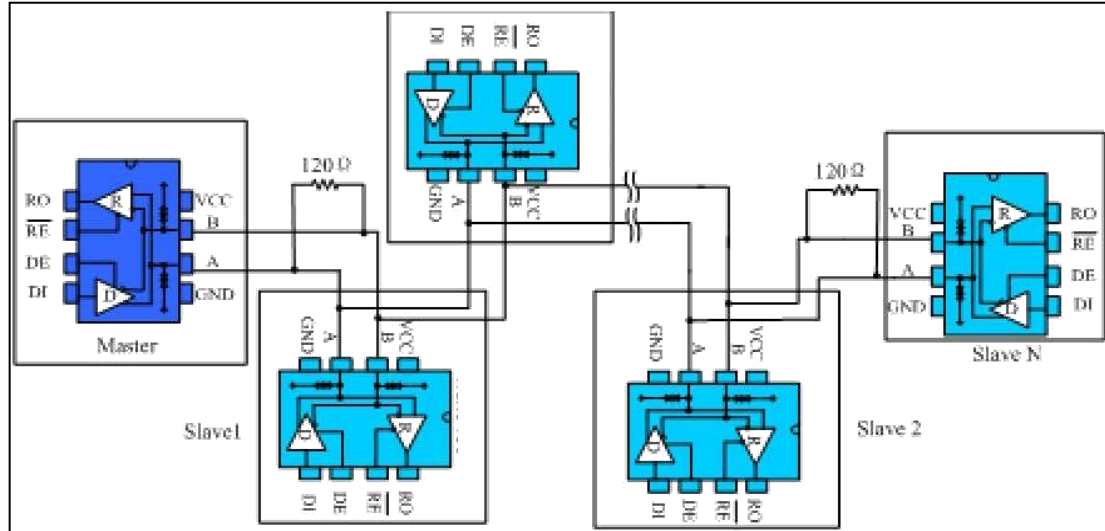 DI DE RE RO
GND A B VCC
120 Ω
RO
RE
DE
DI
VCC
B
A
GND
Master
R
D
D R
120 Ω
VCC
B
A
GND
RO
RE
DE
DI
Slave N
R
D
GND A B VCC
D R
DI DE RE RO
Slave1
GND A B VCC
D R
DI DE RE RO
Slave 2